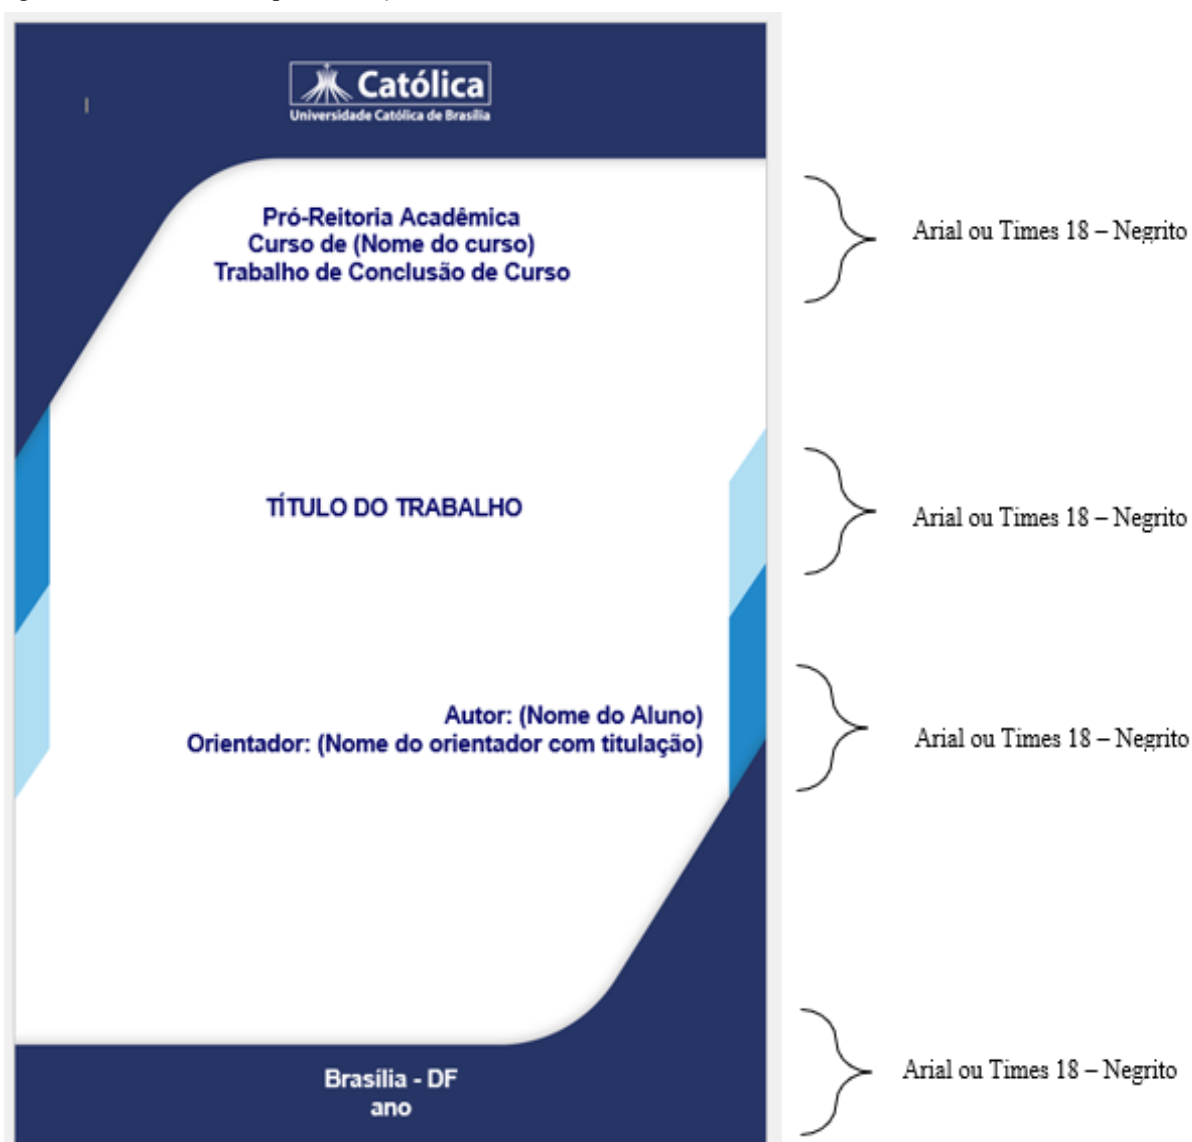 Católica
Universidade Católica de Brasília
Pró-Reitoria Acadêmica
Curso de (Nome do curso)
Trabalho de Conclusão de Curso
Arial ou Times 18 – Negrito
TÍTULO DO TRABALHO
Arial ou Times 18 – Negrito
Autor: (Nome do Aluno)
Orientador: (Nome do orientador com titulação)
Arial ou Times 18 – Negrito
Brasília - DF
ano
Arial ou Times 18 – Negrito